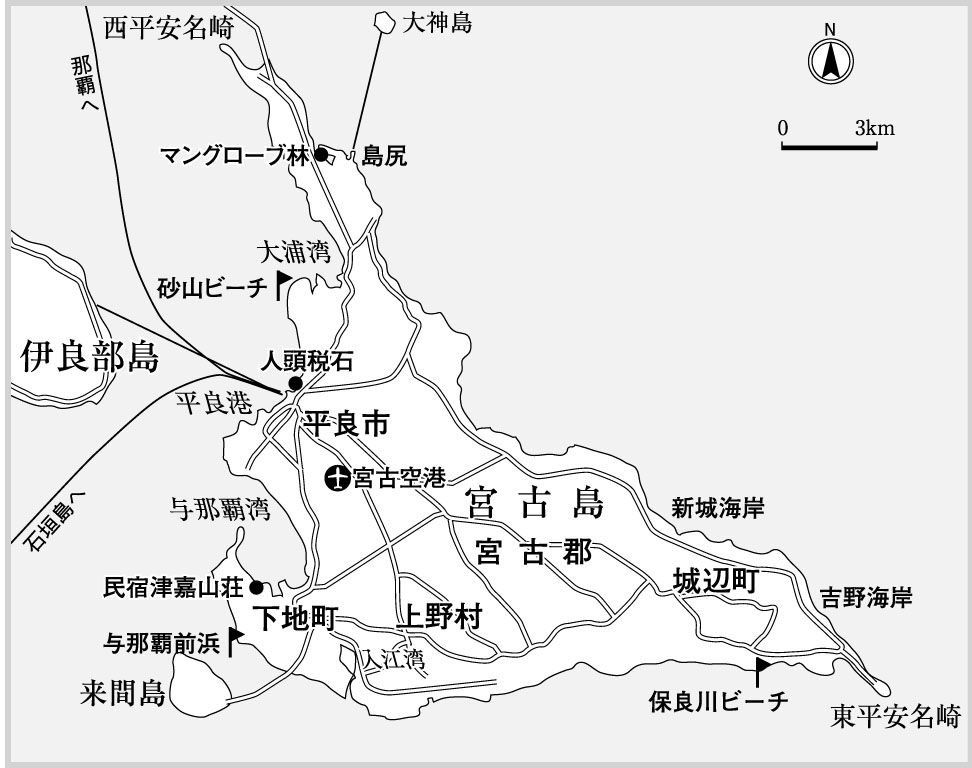 西平安名崎
大神島
N
那覇へ
0 3km
マングローブ林
島尻
大浦湾
砂山ビーチ
伊良部島
人頭税石
平良港
平良市
宮古空港
宮古島
与那覇湾
新城海岸
石垣島へ
宮古郡
城辺町
民宿津嘉山荘
吉野海岸
下地町
上野村
与那覇前浜
入江湾
来間島
保良川ビーチ
東平安名崎